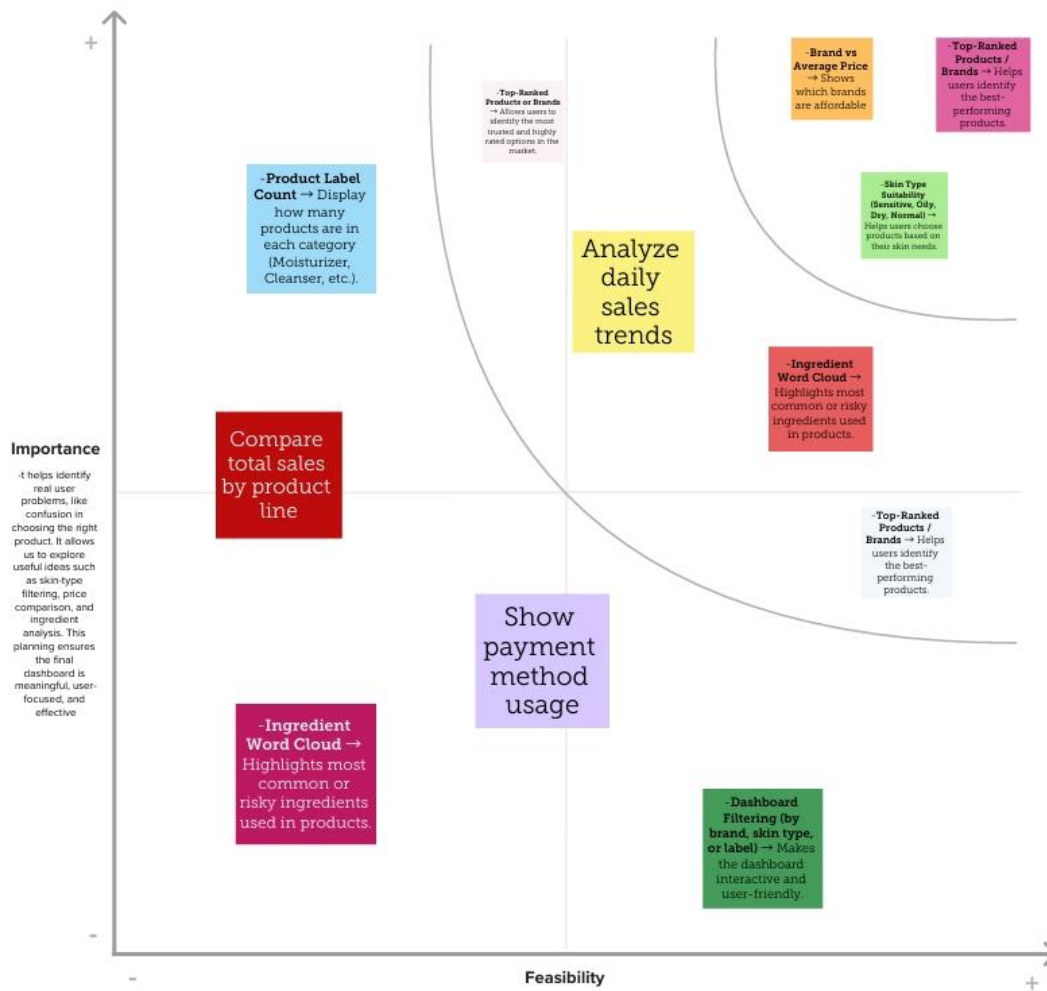 +
-Top-Ranked
Products or Brands
→ Allows users to
identify the most
trusted and highly
rated options in the
market.
-Brand vs
Average Price
→ Shows
which brands
are affordable
-Top-Ranked
Products /
Brands → Helps
users identify
the best-
performing
products.
-Product Label
Count → Display
how many
products are in
each category
(Moisturizer,
Cleanser, etc.).
-Skin Type
Suitability
(Sensitive, Oily,
Dry, Normal) →
Helps users choose
products based on
their skin needs.
Analyze
daily
sales
trends
-Ingredient
Word Cloud →
Highlights most
common or risky
ingredients used
in products.
Compare
total sales
by product
line
Importance
-t helps identify
real user
problems, like
confusion in
choosing the right
product. It allows
us to explore
useful ideas such
as skin-type
filtering, price
comparison, and
ingredient
analysis. This
planning ensures
the final
dashboard is
meaningful, user-
focused, and
effective
-Top-Ranked
Products /
Brands → Helps
users identify
the best-
performing
products.
Show
payment
method
usage
-Ingredient
Word Cloud →
Highlights most
common or
risky ingredients
used in products.
-Dashboard
Filtering (by
brand, skin type,
or label) → Makes
the dashboard
interactive and
user-friendly.
-
-
Feasibility
+